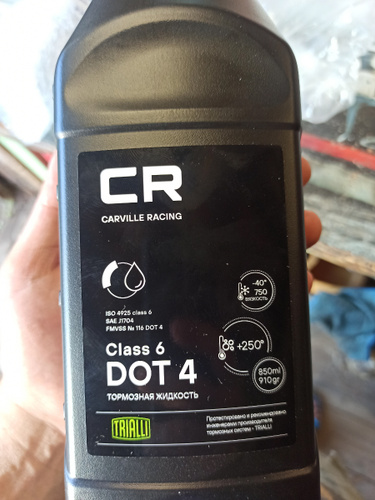 CR
CARVILLE RACING
ISO 4925 class 6
SAE J1704
FMVSS № 116 DOT 4
-40°
750
ВЯЗКОСТЬ
+250°
Class 6
DOT 4
850ml
910gr
ТОРМОЗНАЯ ЖИДКОСТЬ
TRIALLI
Протестировано и рекомендовано
инженерами производителя
тормозных систем - TRIALLI